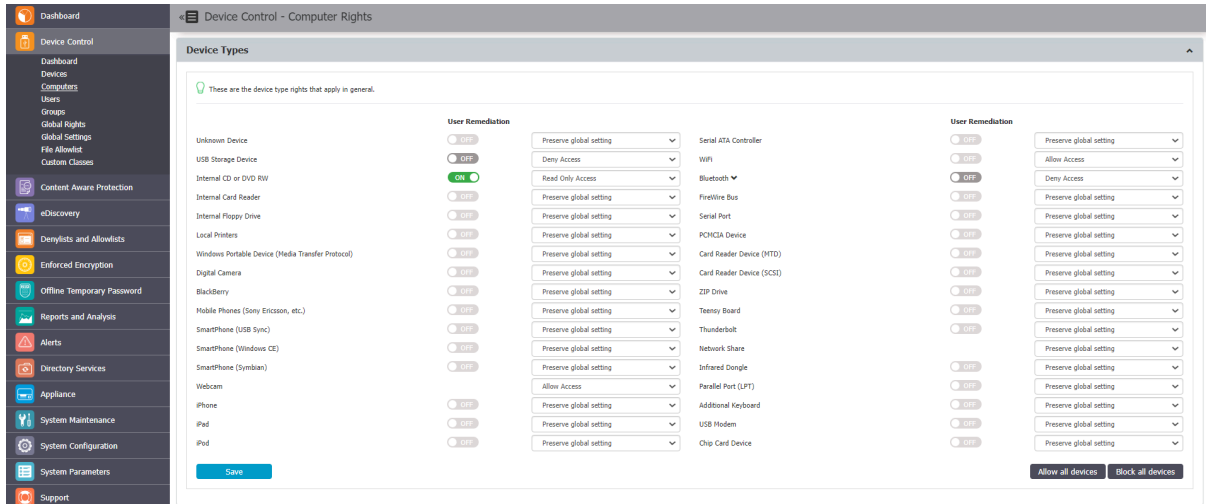 Dashboard
Device Control
Dashboard
Devices
Computers
Users
Groups
Global Rights
Global Settings
File Allowlist
Custom Classes
Content Aware Protection
eDiscovery
Denylists and Allowlists
Enforced Encryption
Offline Temporary Password
Reports and Analysis
Alerts
Directory Services
Appliance
System Maintenance
System Configuration
System Parameters
Support
Device Control - Computer Rights
Device Types
These are the device type rights that apply in general.
User Remediation
Unknown Device OFF Preserve global setting
USB Storage Device OFF Deny Access
Internal CD or DVD RW ON Read Only Access
Internal Card Reader OFF Preserve global setting
Internal Floppy Drive OFF Preserve global setting
Local Printers OFF Preserve global setting
Windows Portable Device (Media Transfer Protocol) OFF Preserve global setting
Digital Camera OFF Preserve global setting
BlackBerry OFF Preserve global setting
Mobile Phones (Sony Ericsson, etc.) OFF Preserve global setting
SmartPhone (USB Sync) OFF Preserve global setting
SmartPhone (Windows CE) OFF Preserve global setting
SmartPhone (Symbian) OFF Preserve global setting
Webcam Allow Access
iPhone OFF Preserve global setting
iPad OFF Preserve global setting
iPod OFF Preserve global setting
User Remediation
Serial ATA Controller OFF Preserve global setting
WiFi OFF Allow Access
Bluetooth OFF Deny Access
FireWire Bus OFF Preserve global setting
Serial Port OFF Preserve global setting
PCMCIA Device OFF Preserve global setting
Card Reader Device (MTD) OFF Preserve global setting
Card Reader Device (SCSI) OFF Preserve global setting
ZIP Drive OFF Preserve global setting
Teensy Board OFF Preserve global setting
Thunderbolt OFF Preserve global setting
Network Share Preserve global setting
Infrared Dongle OFF Preserve global setting
Parallel Port (LPT) OFF Preserve global setting
Additional Keyboard OFF Preserve global setting
USB Modem OFF Preserve global setting
Chip Card Device OFF Preserve global setting
Save
Allow all devices Block all devices